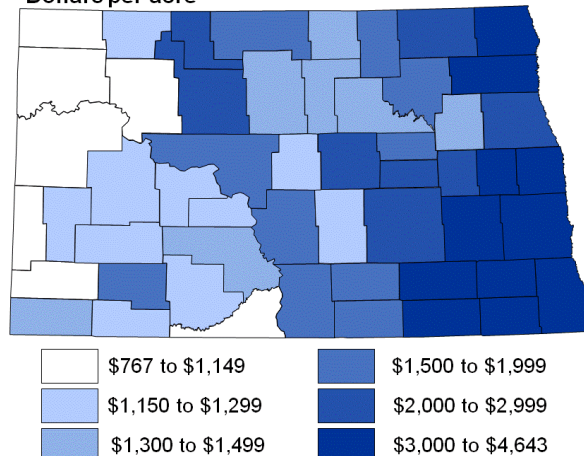 Dollars per acre
$767 to $1,149
$1,500 to $1,999
$1,150 to $1,299
$2,000 to $2,999
$1,300 to $1,499
$3,000 to $4,643